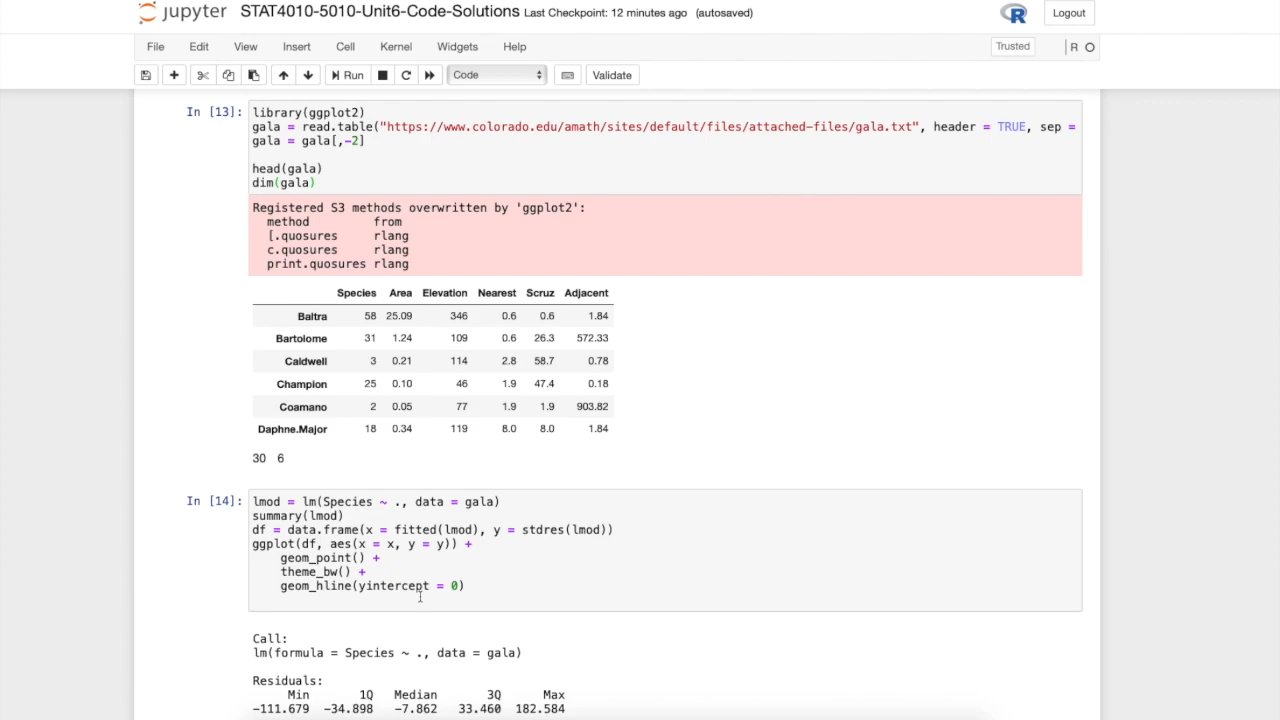 jupyter STAT4010-5010-Unit6-Code-Solutions Last Checkpoint: 12 minutes ago (autosaved) Logout
File Edit View Insert Cell Kernel Widgets Help Trusted R
Run Code Validate
In [13]: library(ggplot2)
gala = read.table("https://www.colorado.edu/amath/sites/default/files/attached-files/gala.txt", header = TRUE, sep =
gala = gala[,-2]
head(gala)
dim(gala)
Registered S3 methods overwritten by 'ggplot2':
method from
[.quosures rlang
c.quosures rlang
print.quosures rlang
Species Area Elevation Nearest Scruz Adjacent
Baltra 58 25.09 346 0.6 0.6 1.84
Bartolome 31 1.24 109 0.6 26.3 572.33
Caldwell 3 0.21 114 2.8 58.7 0.78
Champion 25 0.10 46 1.9 47.4 0.18
Coamano 2 0.05 77 1.9 1.9 903.82
Daphne.Major 18 0.34 119 8.0 8.0 1.84
30 6
In [14]: lmod = lm(Species ~ ., data = gala)
summary(lmod)
df = data.frame(x = fitted(lmod), y = stdres(lmod))
ggplot(df, aes(x = x, y = y)) +
geom_point() +
theme_bw() +
geom_hline(yintercept = 0)
Call:
lm(formula = Species ~ ., data = gala)
Residuals:
Min 1Q Median 3Q Max
-111.679 -34.898 -7.862 33.460 182.584